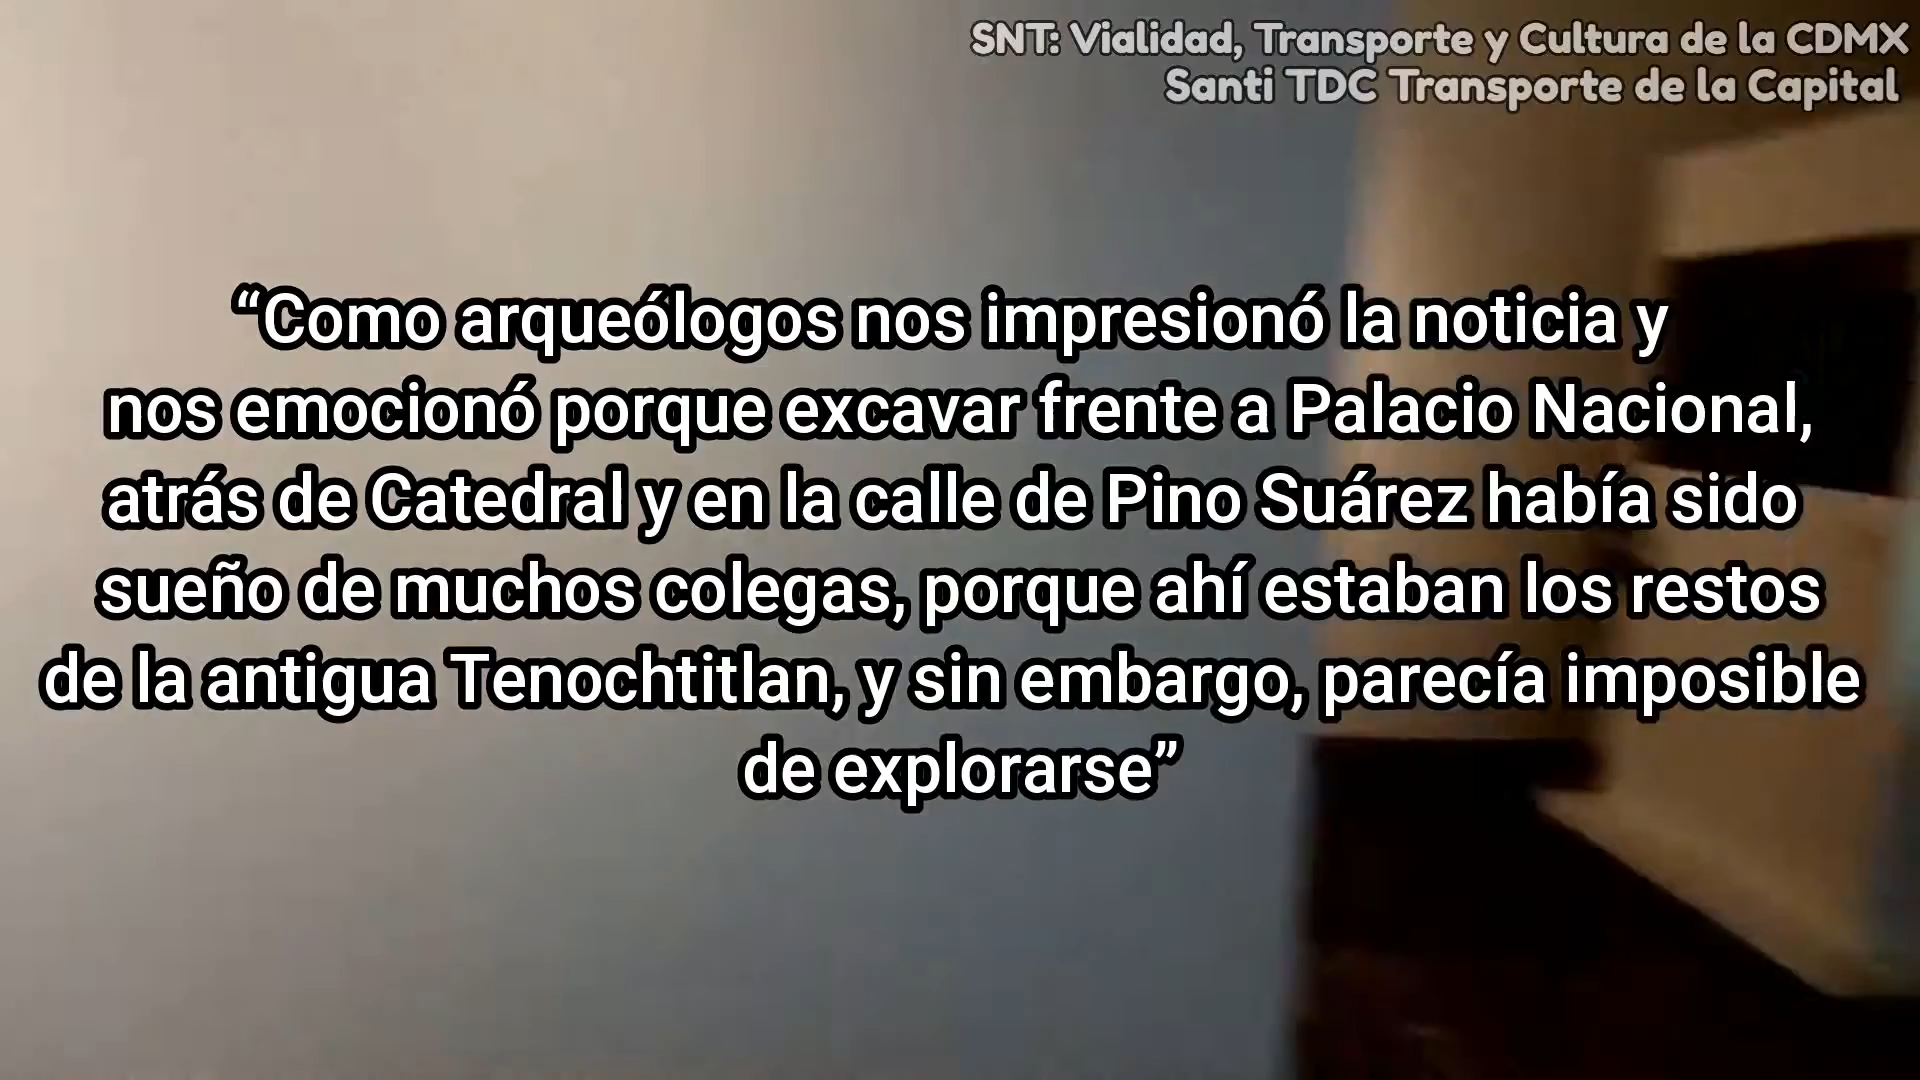 SNT: Vialidad, Transporte y Cultura de la CDMX
Santi TDC Transporte de la Capital
“Como arqueólogos nos impresionó la noticia y
nos emocionó porque excavar frente a Palacio Nacional,
atrás de Catedral y en la calle de Pino Suárez había sido
sueño de muchos colegas, porque ahí estaban los restos
de la antigua Tenochtitlan, y sin embargo, parecía imposible
de explorarse”